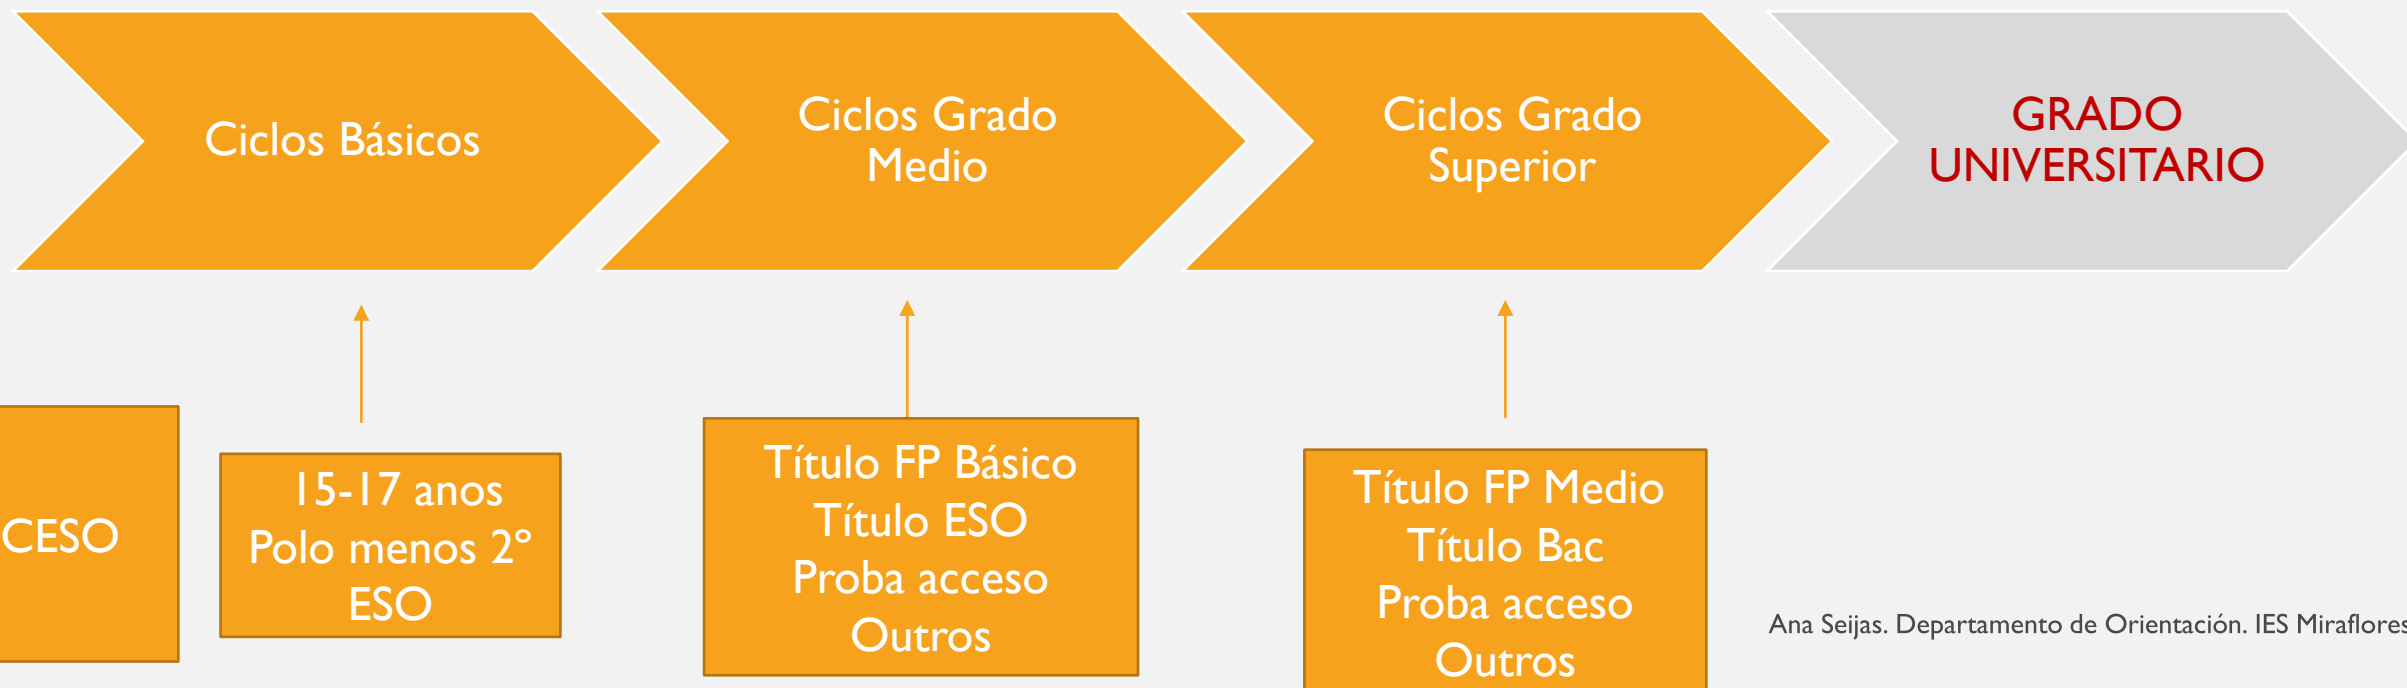 Ciclos Básicos
Ciclos Grado
Medio
Ciclos Grado
Superior
GRADO
UNIVERSITARIO
CESO
15-17 anos
Polo menos 2º
ESO
Título FP Básico
Título ESO
Proba acceso
Outros
Título FP Medio
Título Bac
Proba acceso
Outros
Ana Seijas. Departamento de Orientación. IES Miraflores